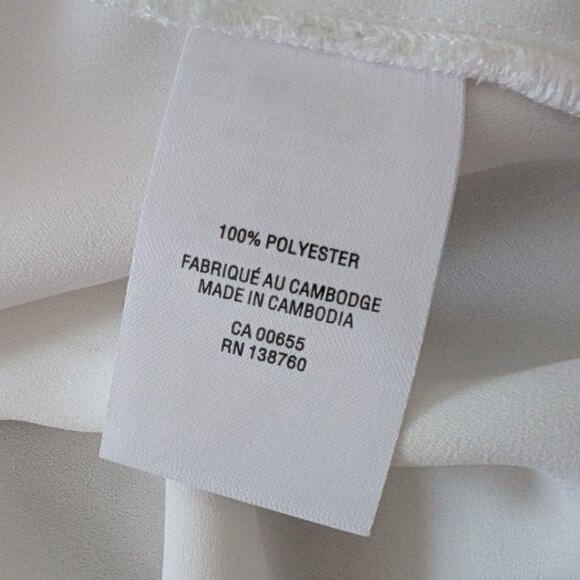 100% POLYESTER
FABRIQUÉ AU CAMBODGE
MADE IN CAMBODIA
CA 00655
RN 138760